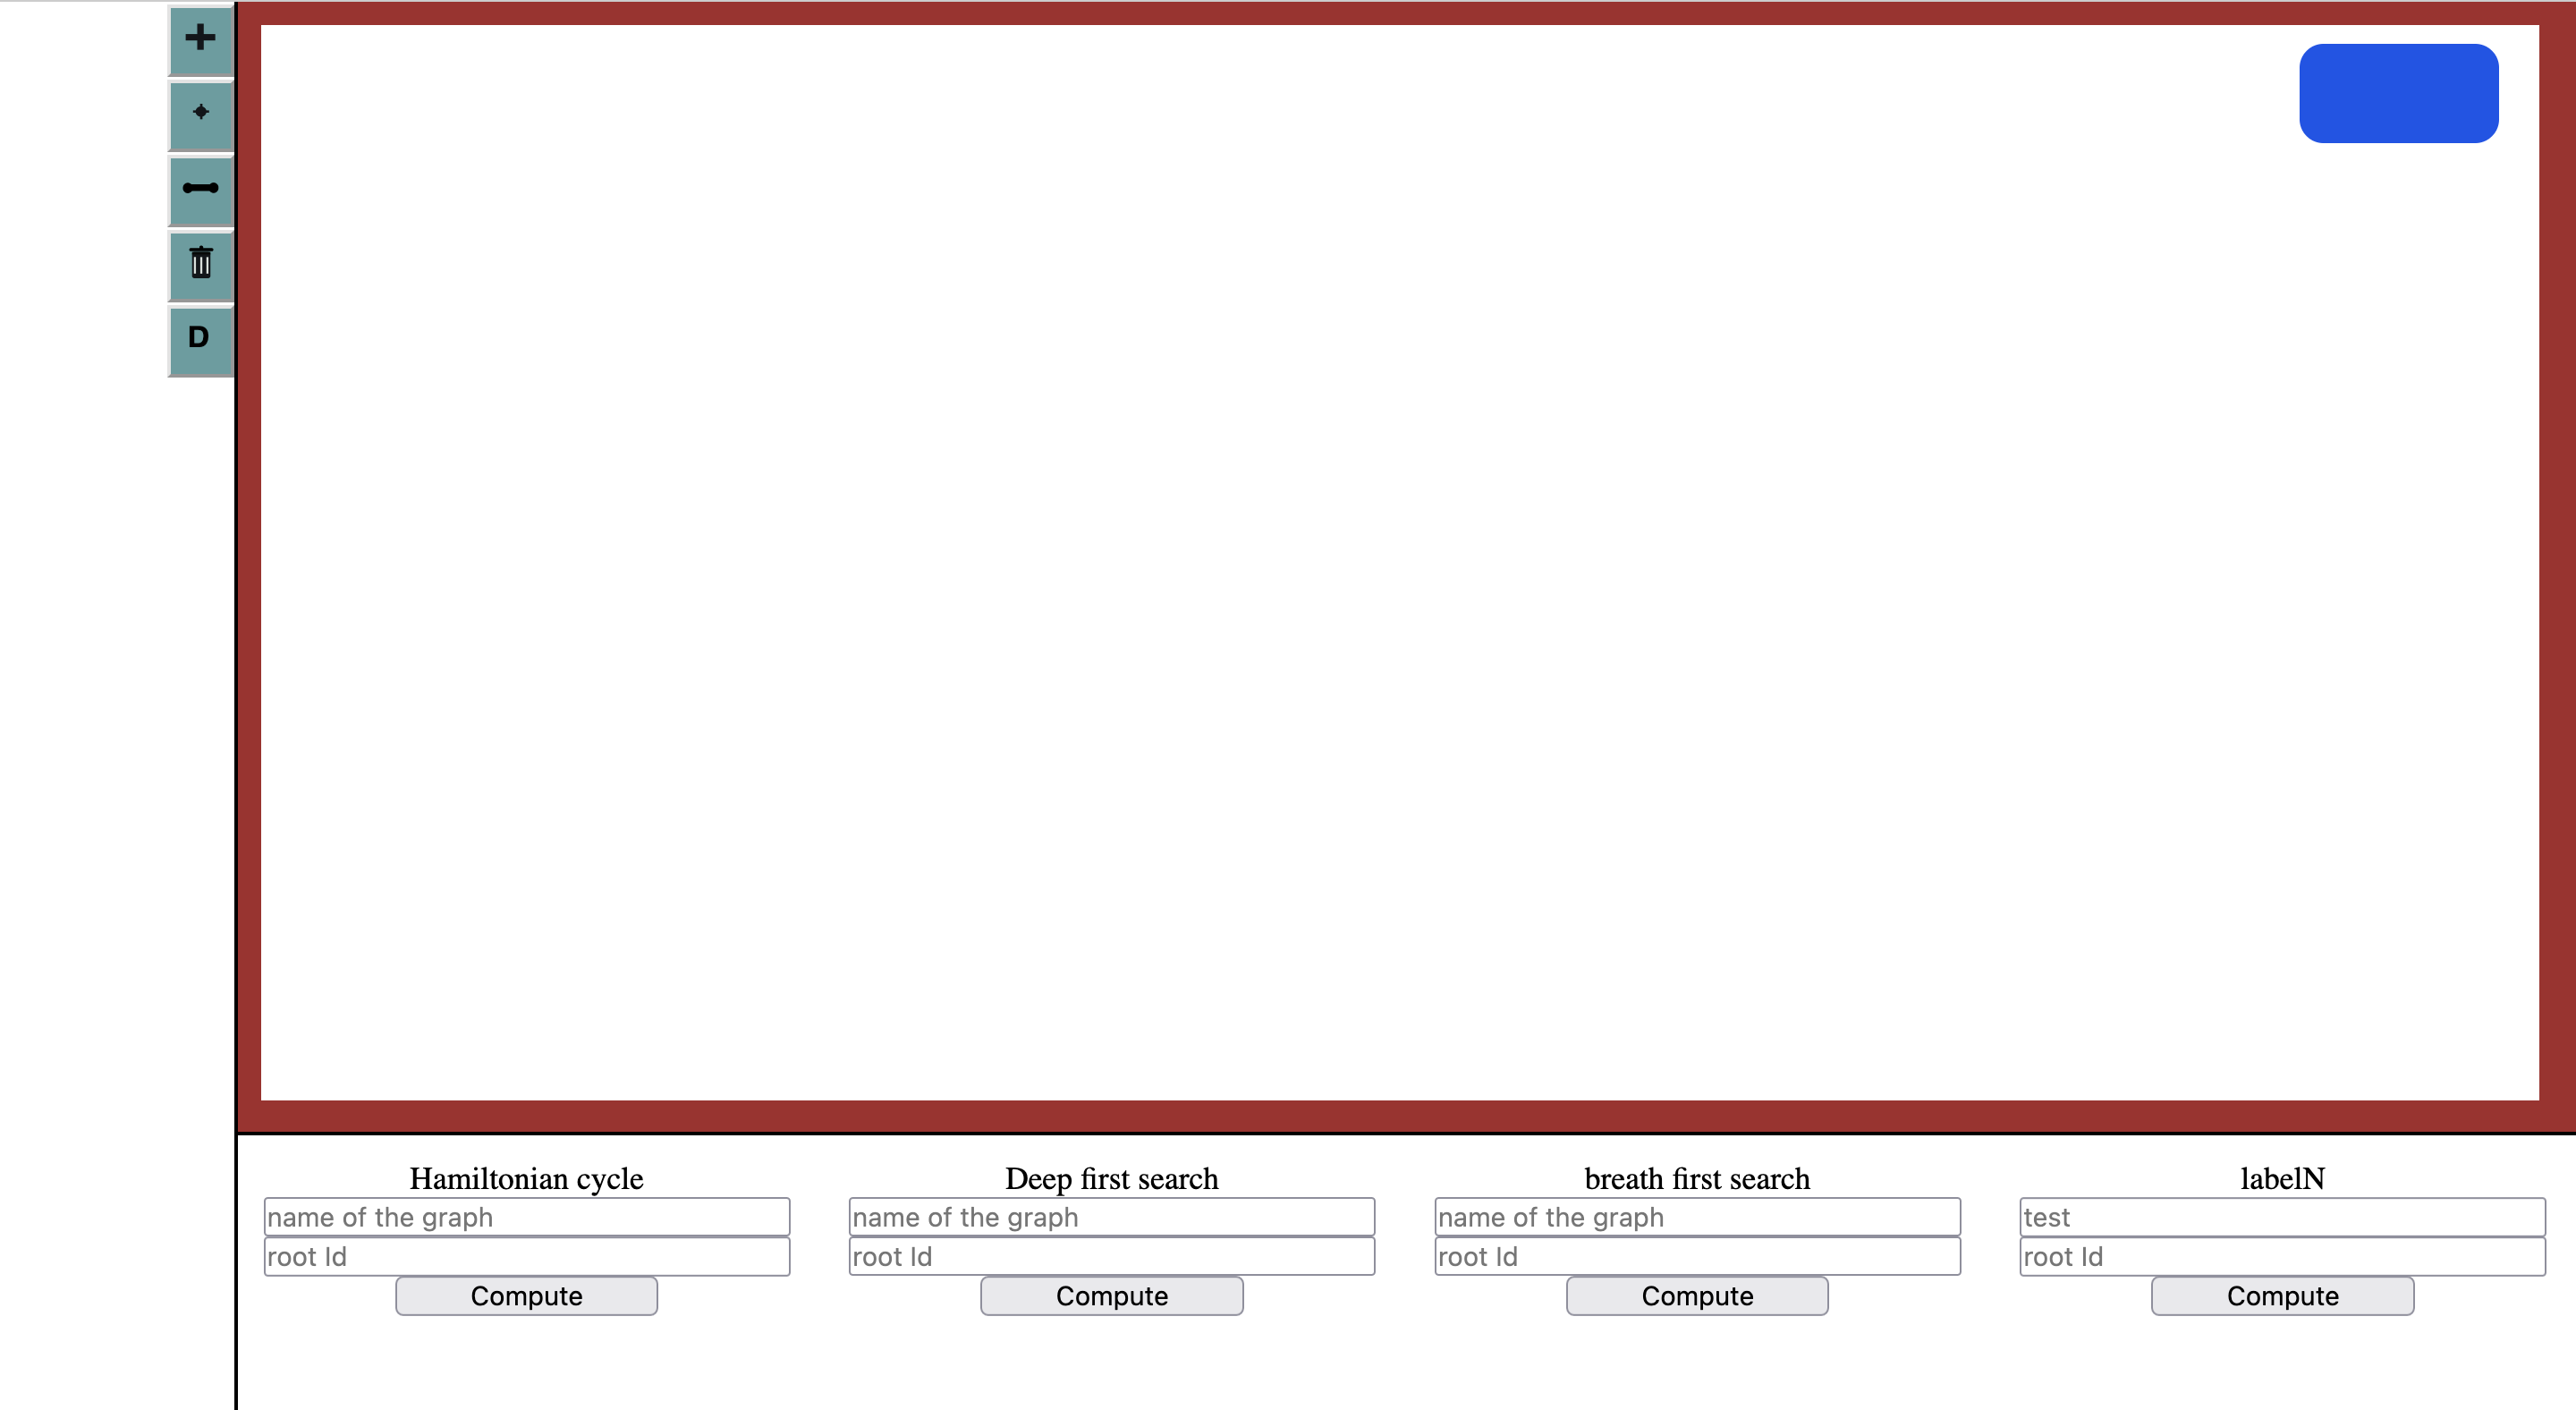 D
Hamiltonian cycle
name of the graph
root Id
Compute
Deep first search
name of the graph
root Id
Compute
breath first search
name of the graph
root Id
Compute
labelN
test
root Id
Compute